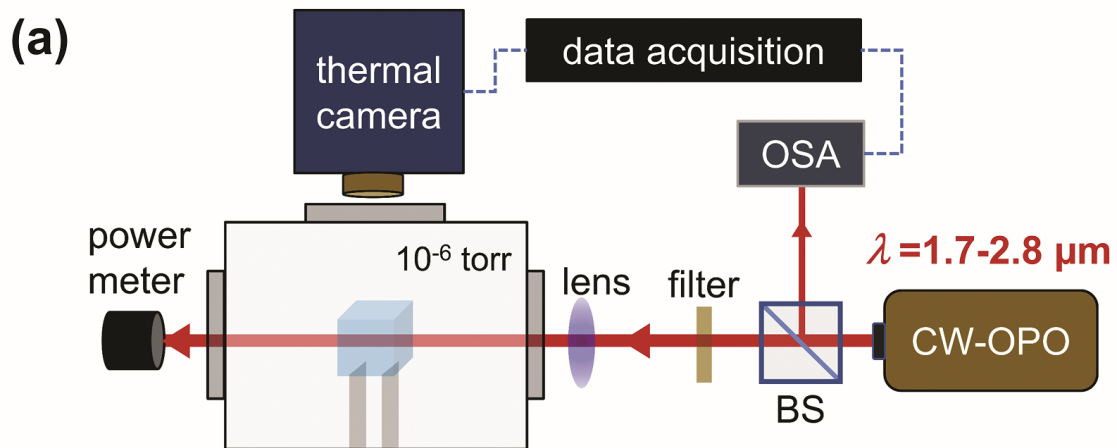 (a)
thermal
camera
data acquisition
OSA
power
meter
10⁻⁶ torr
lens
filter
λ =1.7-2.8 µm
CW-OPO
BS